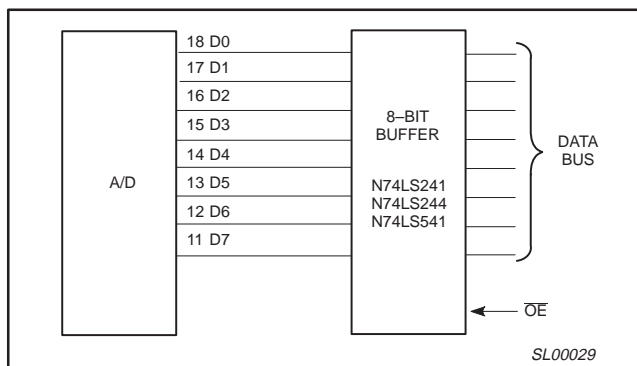 18 D0
17 D1
16 D2
15 D3
14 D4
13 D5
12 D6
11 D7
A/D
8–BIT
BUFFER
N74LS241
N74LS244
N74LS541
DATA
BUS
OE
SL00029